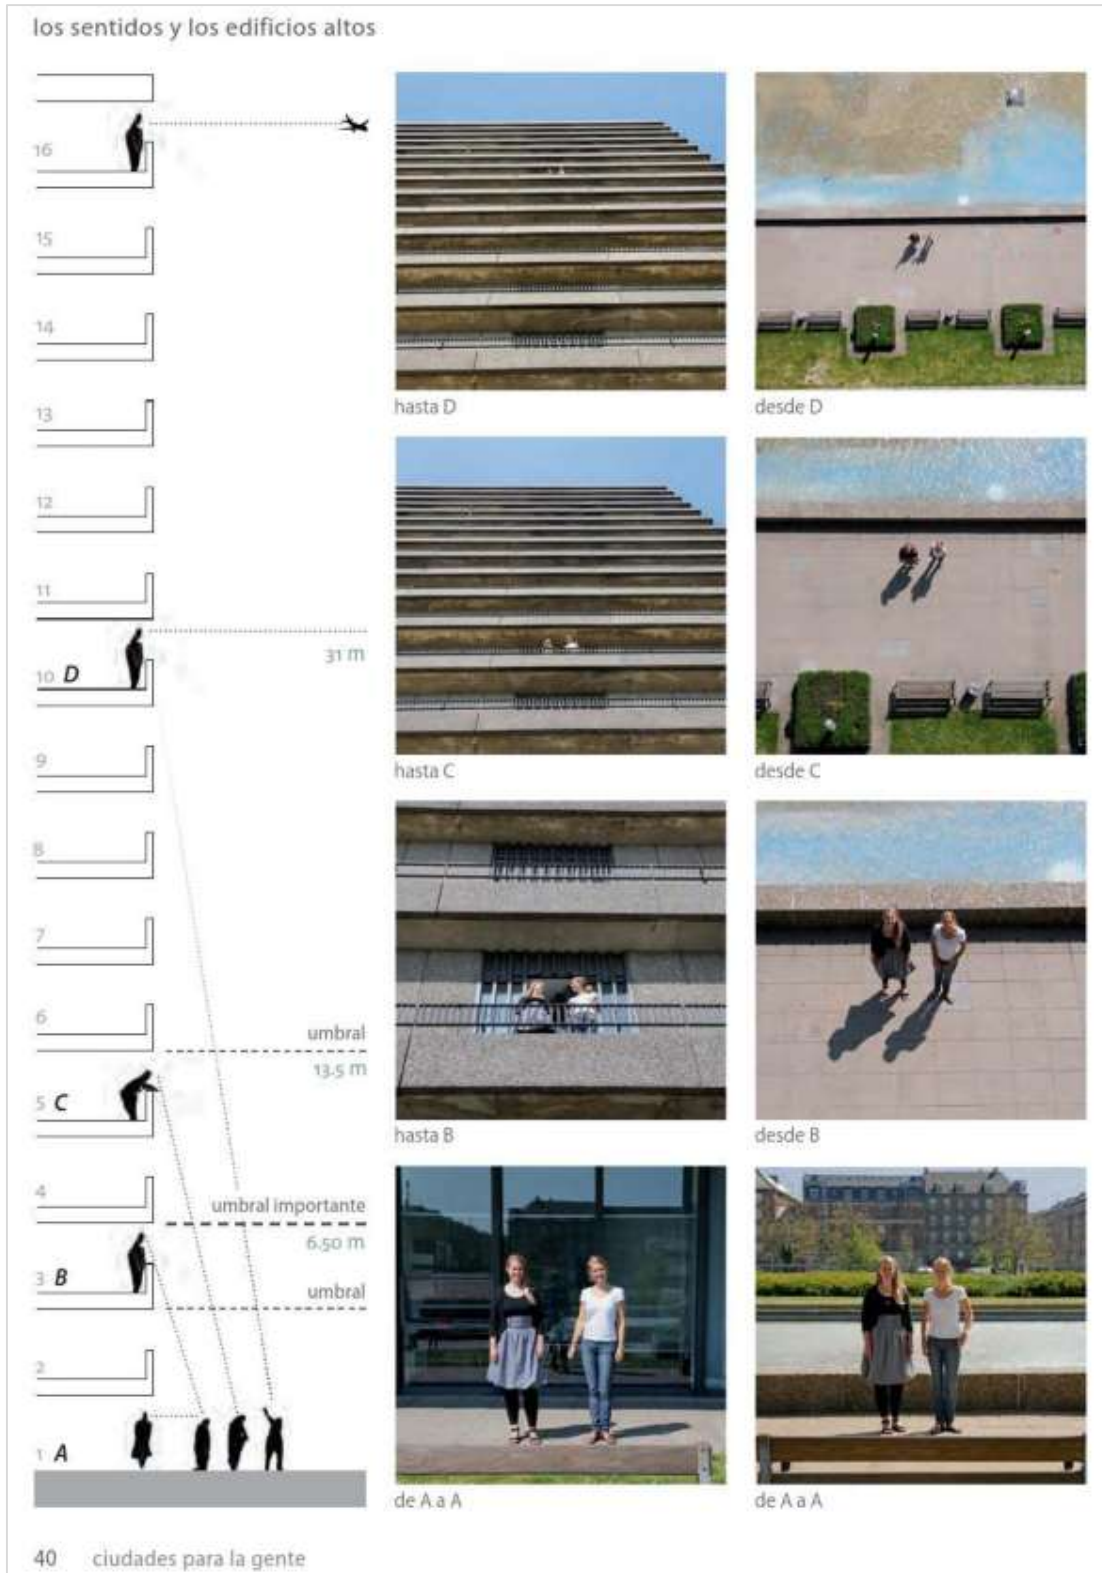 los sentidos y los edificios altos
16
15
14
13
12
11
31 m
10 D
9
8
7
6
umbral
13.5 m
5 C
4
umbral importante
6.50 m
3 B
umbral
2
1 A
hasta D
desde D
hasta C
desde C
hasta B
desde B
de A a A
de A a A
40 ciudades para la gente